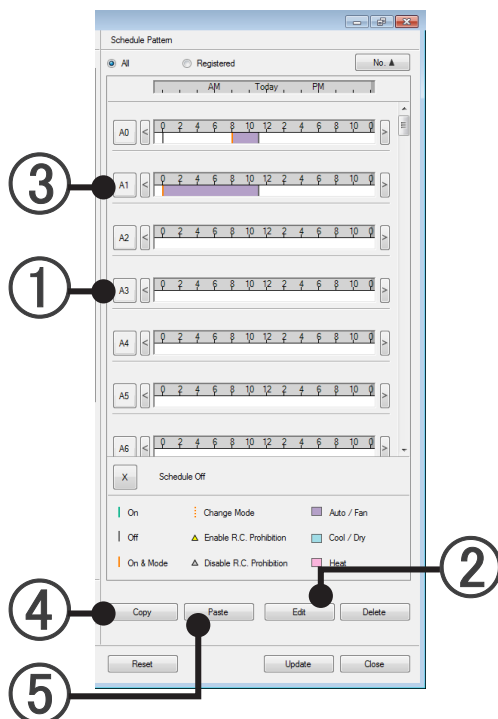 Schedule Pattern
All Registered No. ▲
AM Today PM
A0 < 0 2 4 6 8 10 12 2 4 6 8 10 0 >
③ A1 < 0 2 4 6 8 10 12 2 4 6 8 10 0 >
A2 < 0 2 4 6 8 10 12 2 4 6 8 10 0 >
① A3 < 0 2 4 6 8 10 12 2 4 6 8 10 0 >
A4 < 0 2 4 6 8 10 12 2 4 6 8 10 0 >
A5 < 0 2 4 6 8 10 12 2 4 6 8 10 0 >
A6 < 0 2 4 6 8 10 12 2 4 6 8 10 0 >
X Schedule Off
On Change Mode Auto / Fan
Off Enable R.C. Prohibition Cool / Dry
On & Mode Disable R.C. Prohibition Heat
②
④ Copy Paste Edit Delete
Reset Update Close
⑤